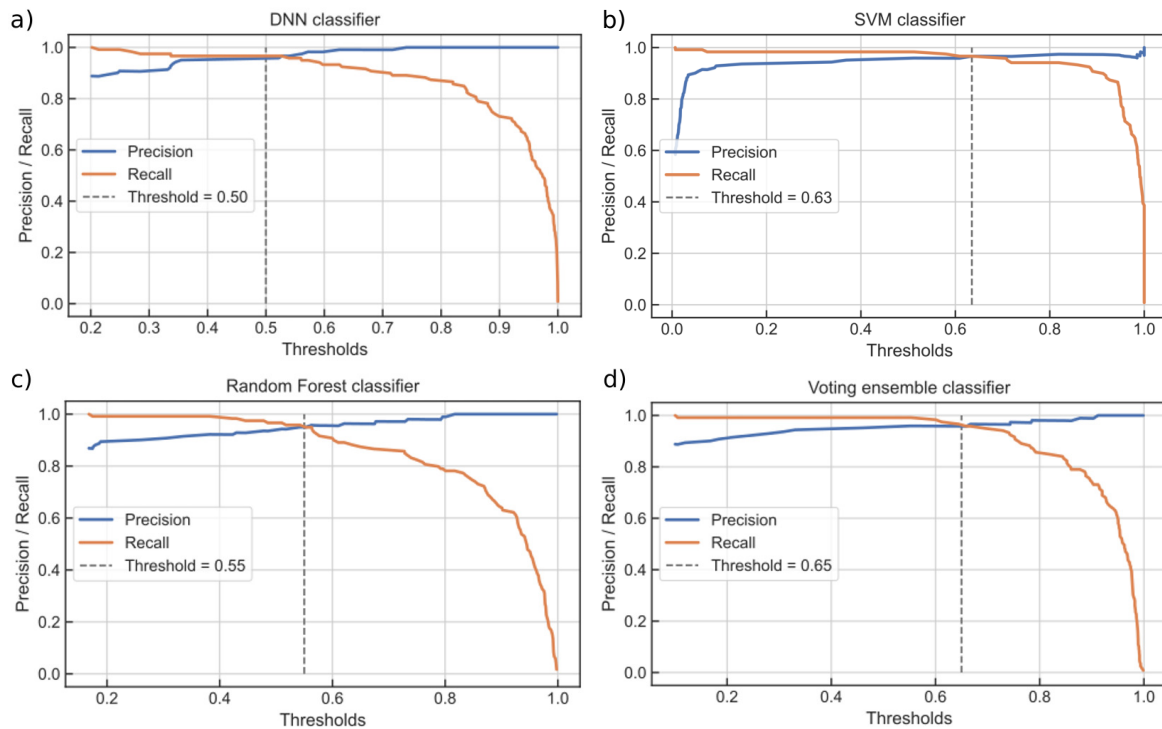 a)
DNN classifier
Precision / Recall
1.0
0.8
0.6
0.4
0.2
0.0
Precision
Recall
Threshold = 0.50
0.2 0.3 0.4 0.5 0.6 0.7 0.8 0.9 1.0
Thresholds
b)
SVM classifier
Precision / Recall
1.0
0.8
0.6
0.4
0.2
0.0
Precision
Recall
Threshold = 0.63
0.0 0.2 0.4 0.6 0.8 1.0
Thresholds
c)
Random Forest classifier
Precision / Recall
1.0
0.8
0.6
0.4
0.2
0.0
Precision
Recall
Threshold = 0.55
0.2 0.4 0.6 0.8 1.0
Thresholds
d)
Voting ensemble classifier
Precision / Recall
1.0
0.8
0.6
0.4
0.2
0.0
Precision
Recall
Threshold = 0.65
0.2 0.4 0.6 0.8 1.0
Thresholds